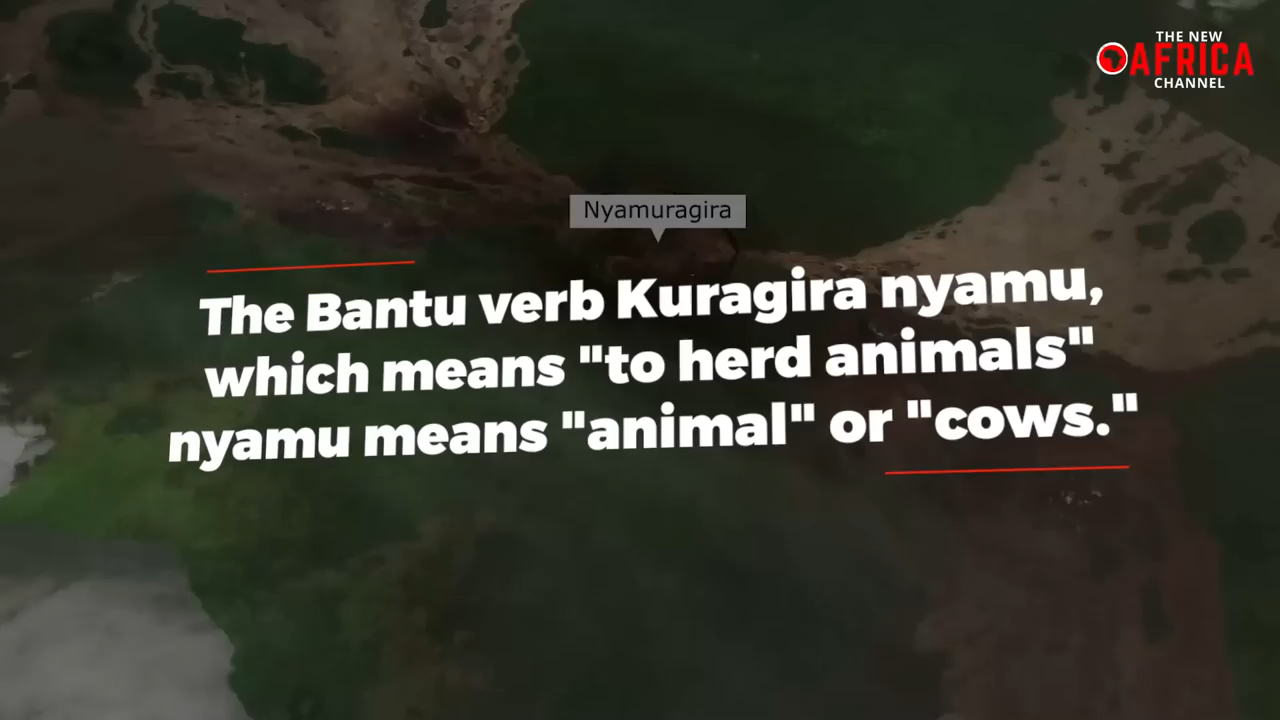 THE NEW
AFRICA
CHANNEL
Nyamuragira
The Bantu verb Kuragira nyamu,
which means "to herd animals"
nyamu means "animal" or "cows."